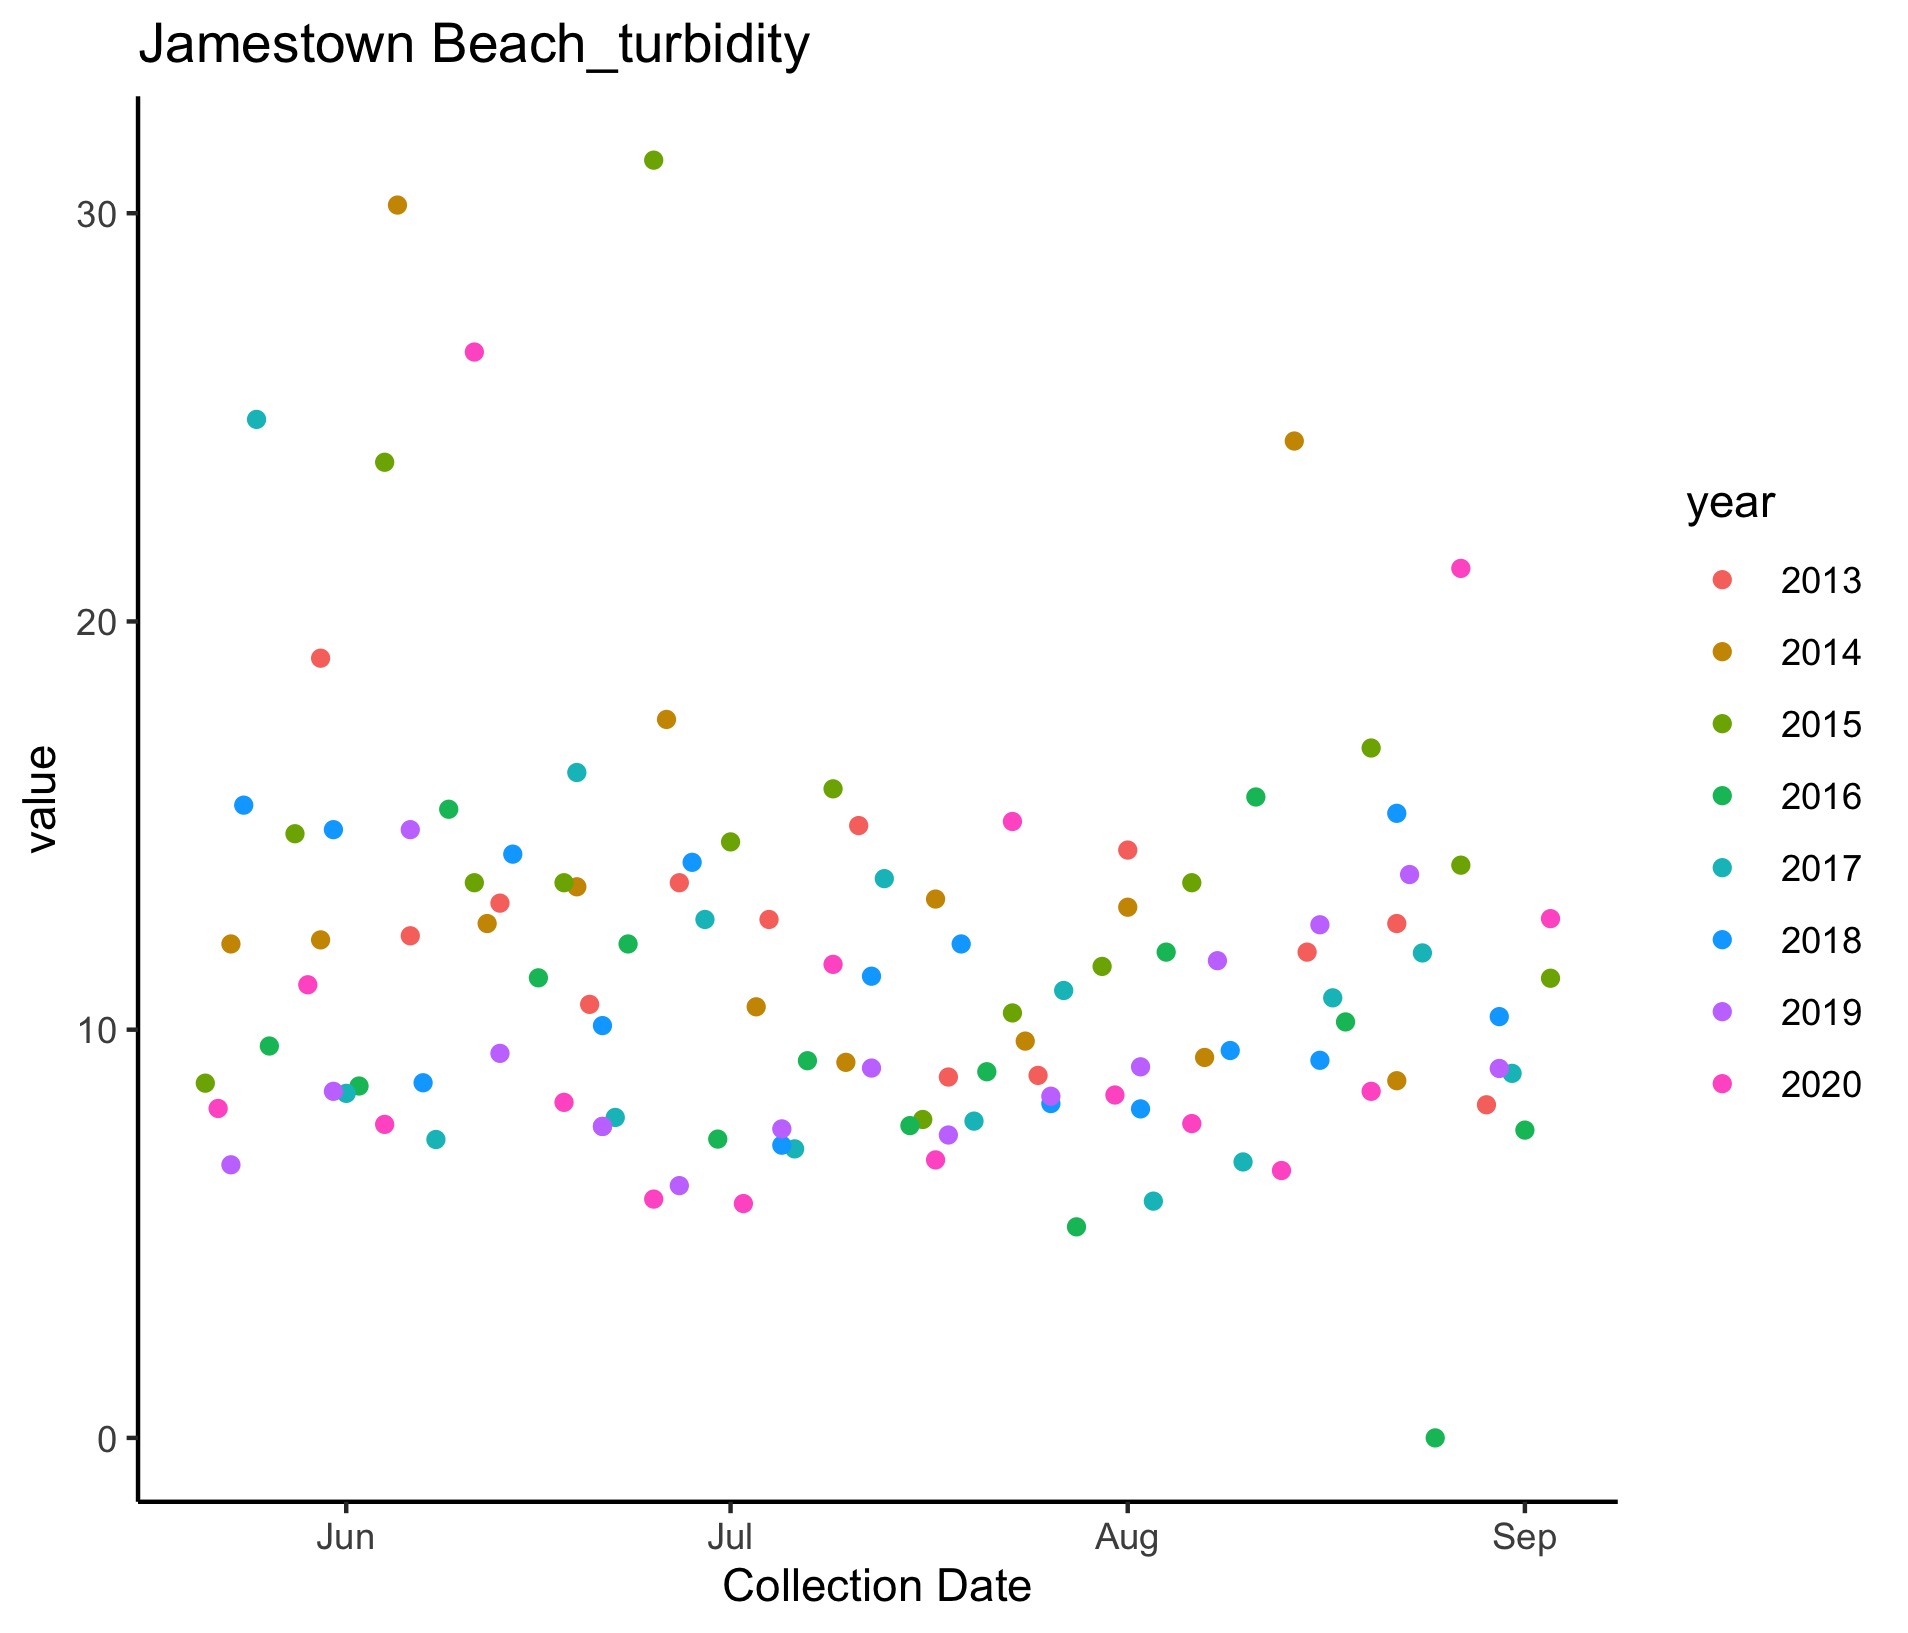 Jamestown Beach_turbidity
30
20
10
0
value
Jun Jul Aug Sep
Collection Date
year
2013
2014
2015
2016
2017
2018
2019
2020